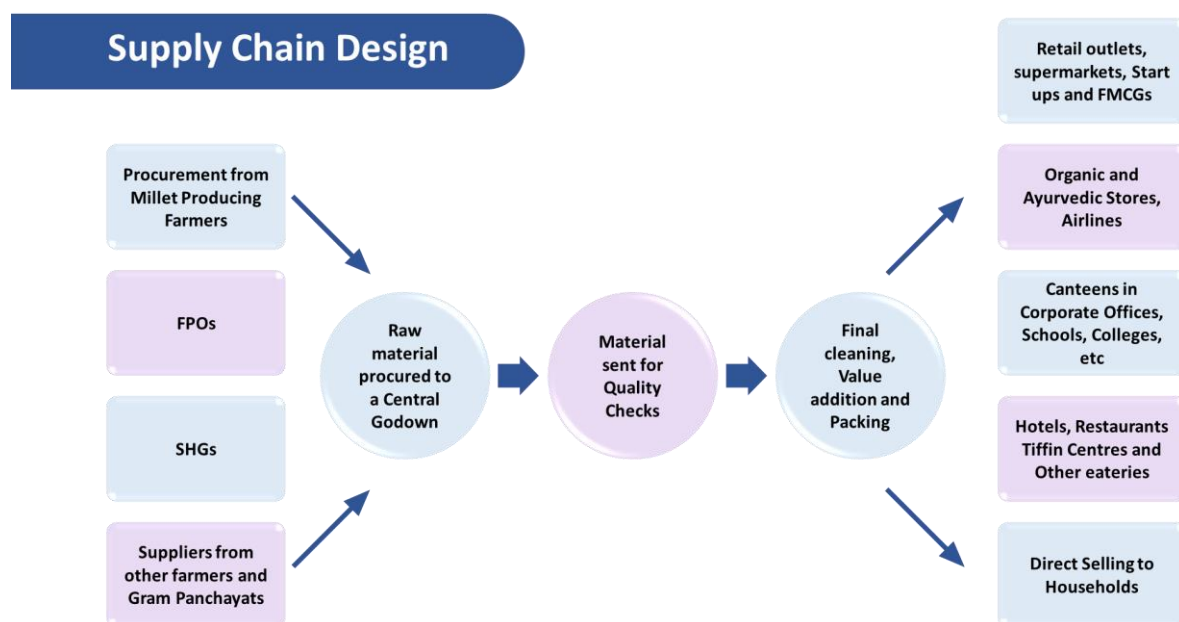 Supply Chain Design
Procurement from
Millet Producing
Farmers
FPOs
SHGs
Suppliers from
other farmers and
Gram Panchayats
Raw
material
procured to
a Central
Godown
Material
sent for
Quality
Checks
Final
cleaning,
Value
addition and
Packing
Retail outlets,
supermarkets, Start
ups and FMCGs
Organic and
Ayurvedic Stores,
Airlines
Canteens in
Corporate Offices,
Schools, Colleges,
etc
Hotels, Restaurants
Tiffin Centres and
Other eateries
Direct Selling to
Households